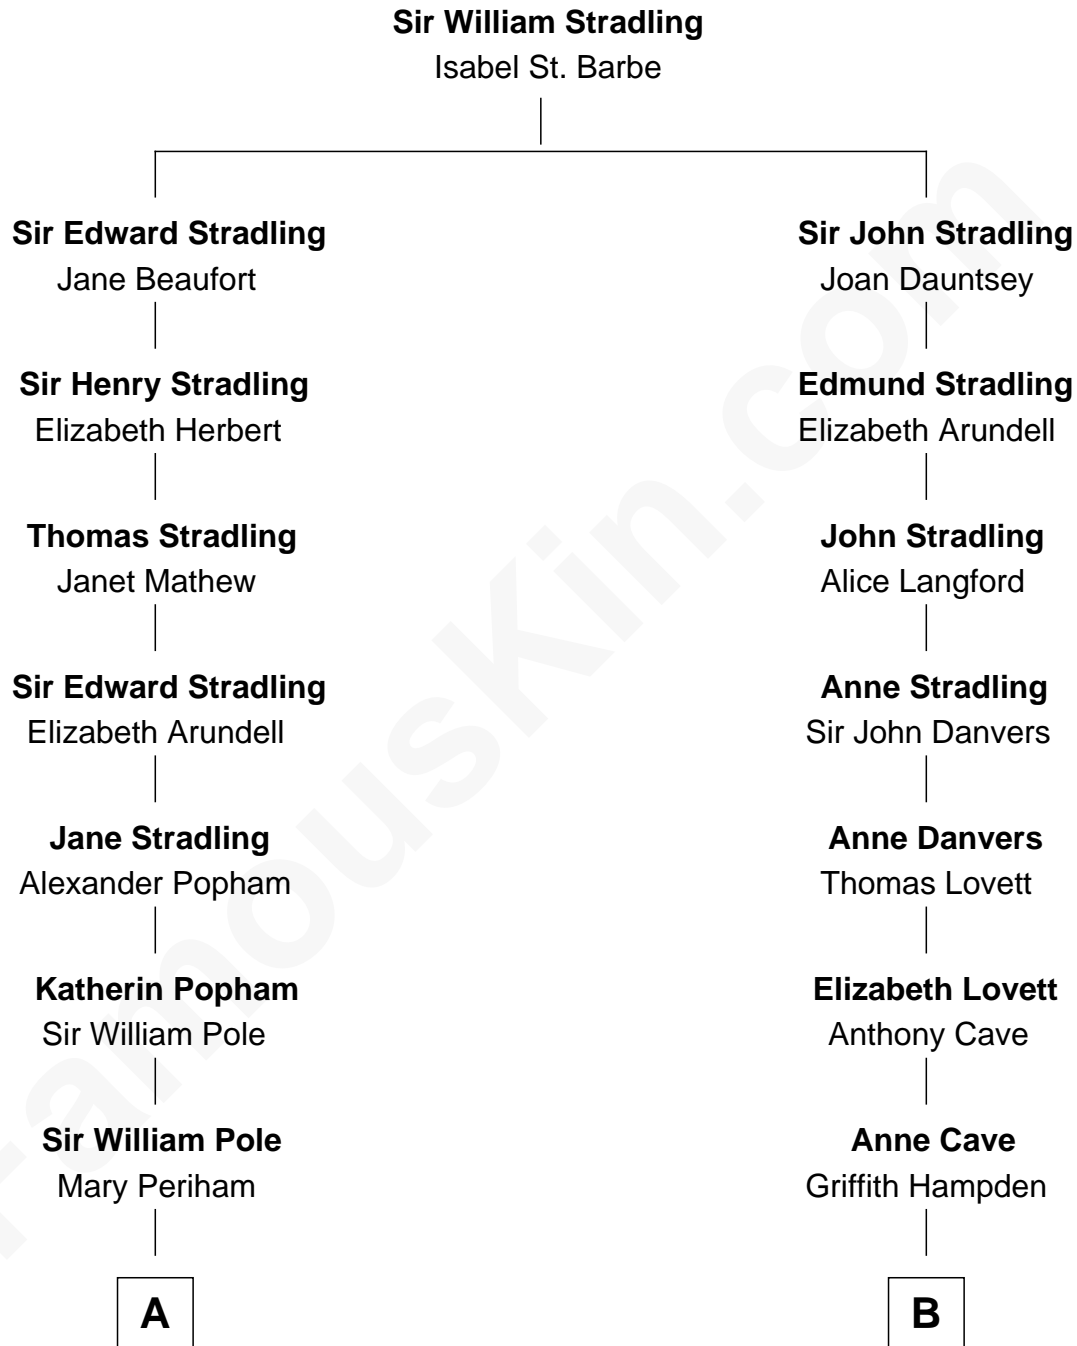 Sir William Stradling
Isabel St. Barbe
Sir Edward Stradling
Jane Beaufort
Sir Henry Stradling
Elizabeth Herbert
Thomas Stradling
Janet Mathew
Sir Edward Stradling
Elizabeth Arundell
Jane Stradling
Alexander Popham
Katherin Popham
Sir William Pole
Sir William Pole
Mary Periham
A
Sir John Stradling
Joan Dauntsey
Edmund Stradling
Elizabeth Arundell
John Stradling
Alice Langford
Anne Stradling
Sir John Danvers
Anne Danvers
Thomas Lovett
Elizabeth Lovett
Anthony Cave
Anne Cave
Griffith Hampden
B
FamousKin.com